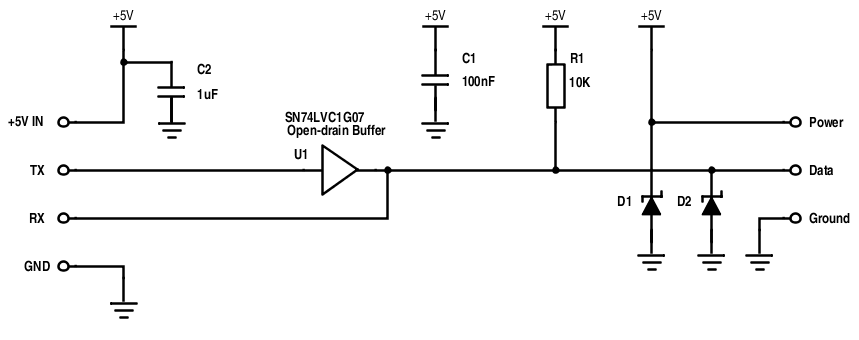 +5V
+5V
+5V
+5V
C2
1uF
C1
100nF
R1
10K
+5V IN
SN74LVC1G07
Open-drain Buffer
U1
Power
TX
Data
D1
D2
RX
Ground
GND